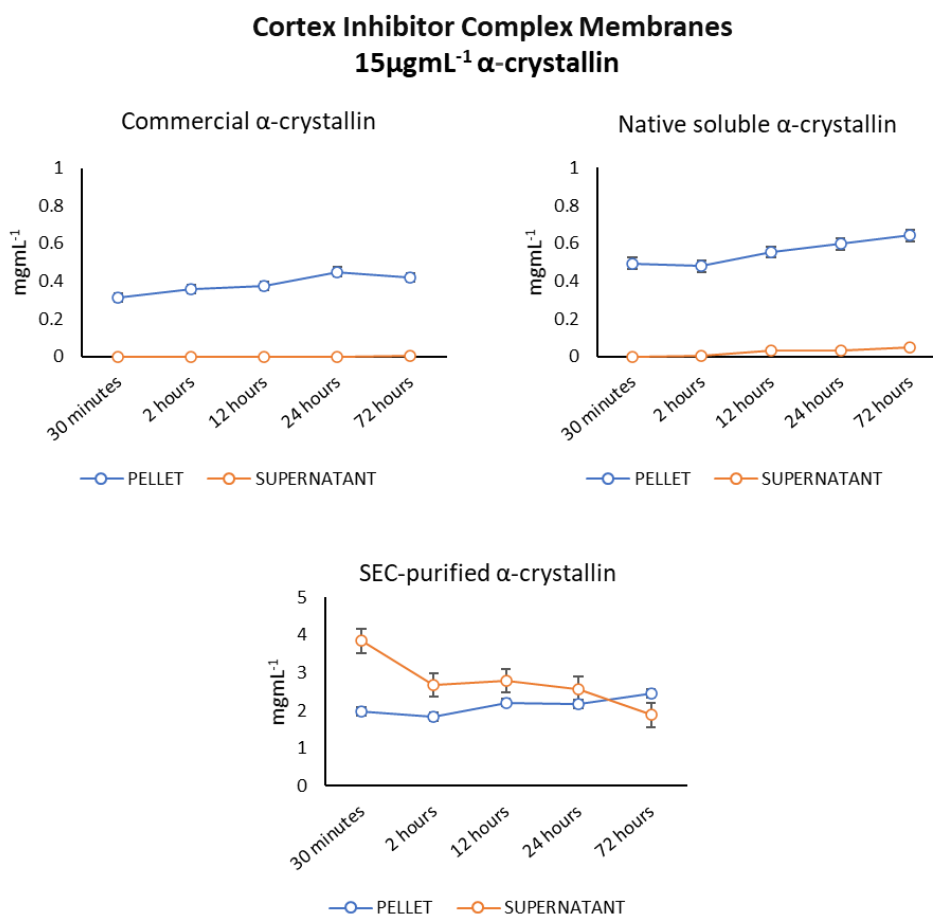 Cortex Inhibitor Complex Membranes
15µgmL⁻¹ α-crystallin
Commercial α-crystallin
1
0.8
0.6
0.4
0.2
0
mgmL⁻¹
30 minutes
2 hours
12 hours
24 hours
72 hours
PELLET
SUPERNATANT
Native soluble α-crystallin
1
0.8
0.6
0.4
0.2
0
mgmL⁻¹
30 minutes
2 hours
12 hours
24 hours
72 hours
PELLET
SUPERNATANT
SEC-purified α-crystallin
5
4
3
2
1
0
mgmL⁻¹
30 minutes
2 hours
12 hours
24 hours
72 hours
PELLET
SUPERNATANT